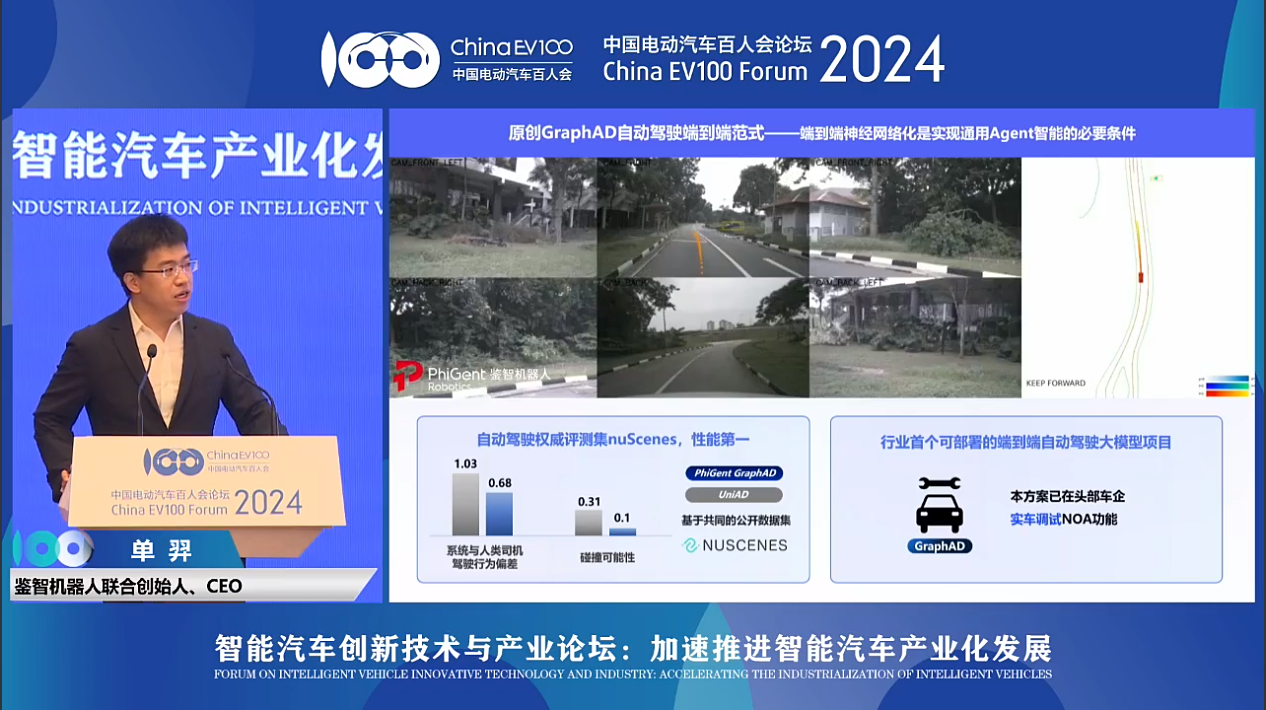 100
ChinaEV100
中国电动汽车百人会
中国电动汽车百人会论坛
China EV100 Forum
2024
智能汽车产业化发
NDUSTRIALIZATION OF INTELLIGENT V
原创GraphAD自动驾驶端到端范式——端到端神经网络化是实现通用Agent智能的必要条件
CAM_FRONT_LEFT
CAM_FRONT
CAM_FRONT_RIGHT
CAM_BACK_RIGHT
CAM_BACK
CAM_BACK_LEFT
PhiGent 鉴智机器人
Robotics
KEEP FORWARD
自动驾驶权威评测集nuScenes，性能第一
1.03
0.68
0.31
0.1
系统与人类司机
驾驶行为偏差
碰撞可能性
PhiGent GraphAD
UniAD
基于共同的公开数据集
NUSCENES
行业首个可部署的端到端自动驾驶大模型项目
GraphAD
本方案已在头部车企
实车调试NOA功能
100
ChinaEV100
中国电动汽车百人会
中国电动汽车百人会论坛
China EV100 Forum
2024
100
单羿
鉴智机器人联合创始人、CEO
智能汽车创新技术与产业论坛：加速推进智能汽车产业化发展
FORUM ON INTELLIGENT VEHICLE INNOVATIVE TECHNOLOGY AND INDUSTRY: ACCELERATING THE INDUSTRIALIZATION OF INTELLIGENT VEHICLES